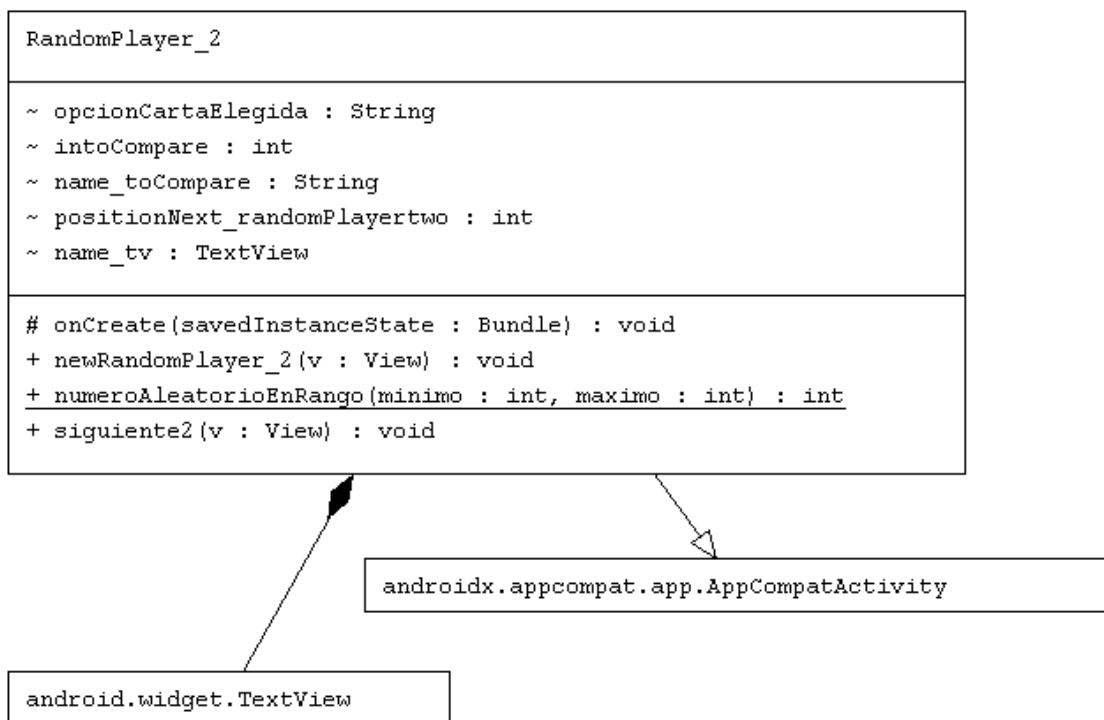 RandomPlayer_2
~ opcionCartaElegida : String
~ intoCompare : int
~ name_toCompare : String
~ positionNext_randomPlayertwo : int
~ name_tv : TextView
# onCreate(savedInstanceState : Bundle) : void
+ newRandomPlayer_2(v : View) : void
+ numeroAleatorioEnRango(minimo : int, maximo : int) : int
+ siguiente2(v : View) : void
androidx.appcompat.app.AppCompatActivity
android.widget.TextView